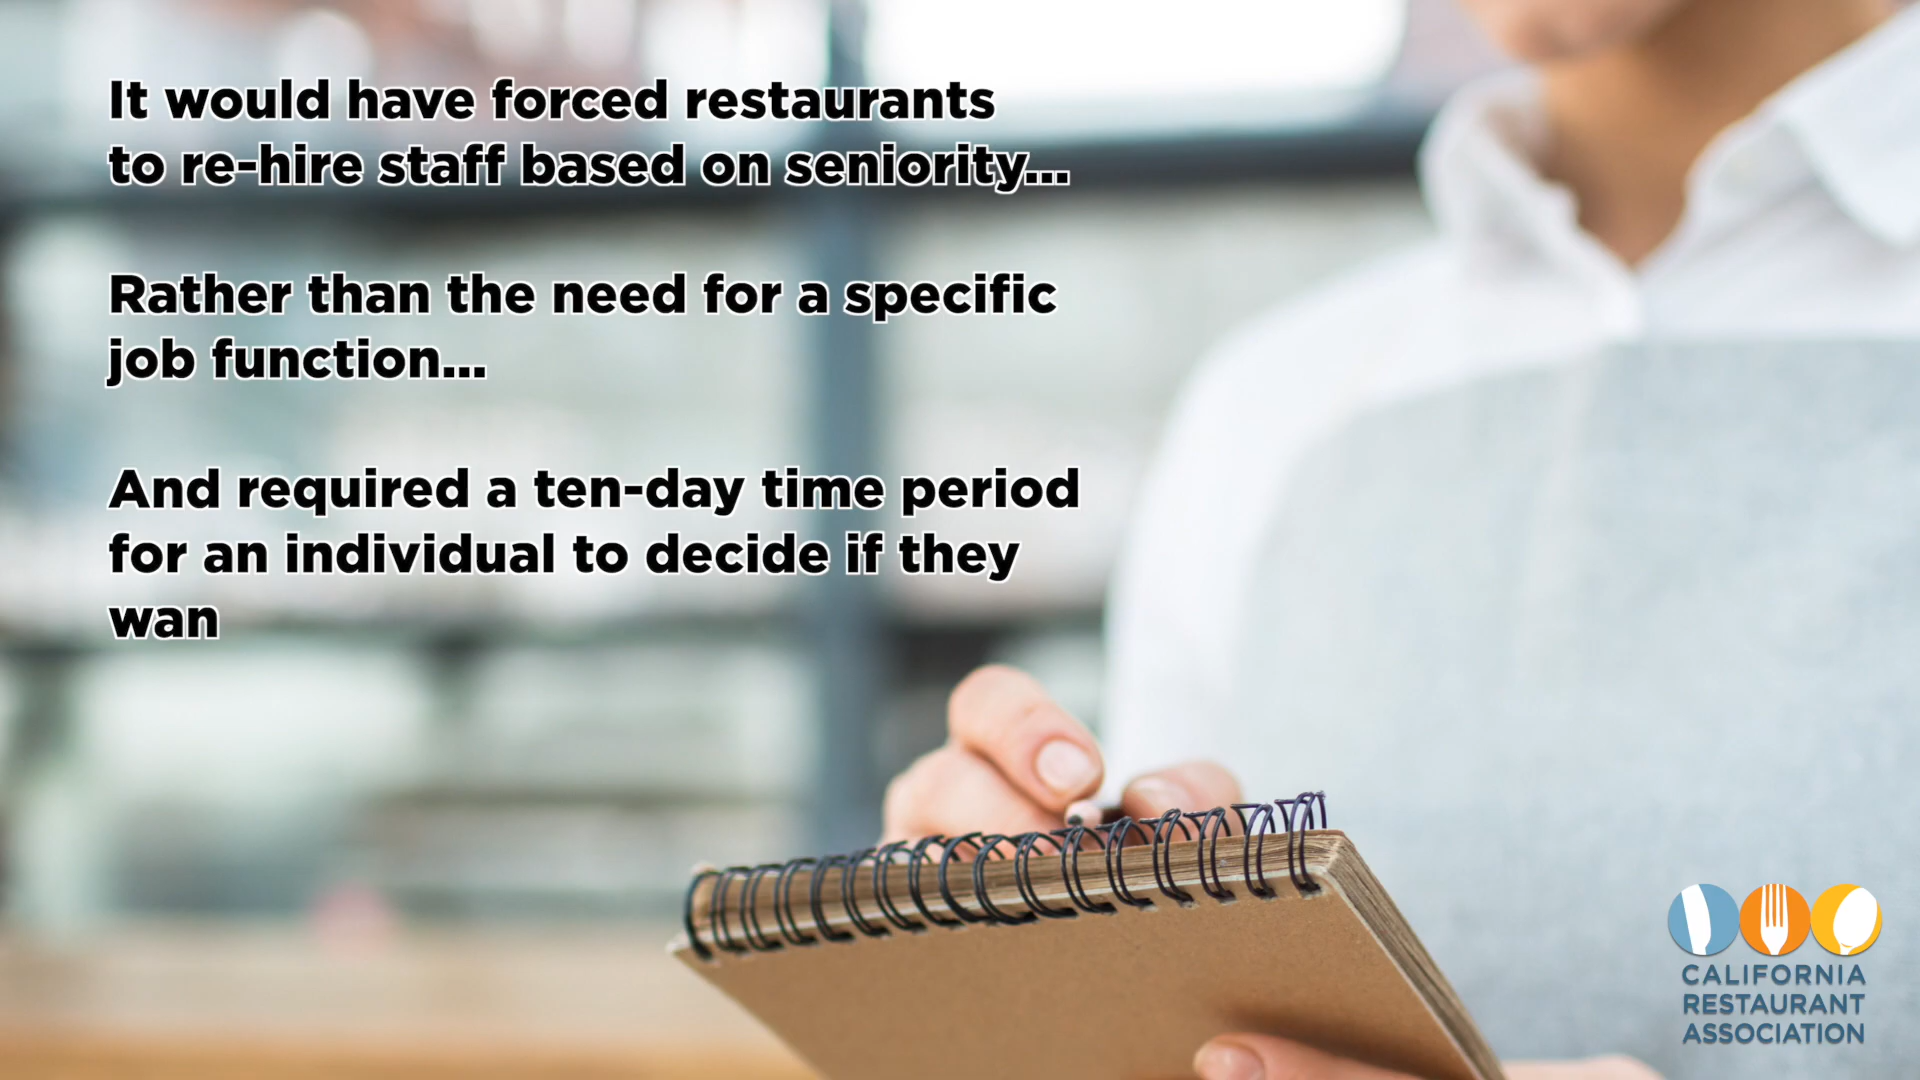 It would have forced restaurants
to re-hire staff based on seniority...
Rather than the need for a specific
job function...
And required a ten-day time period
for an individual to decide if they
wan
CALIFORNIA
RESTAURANT
ASSOCIATION